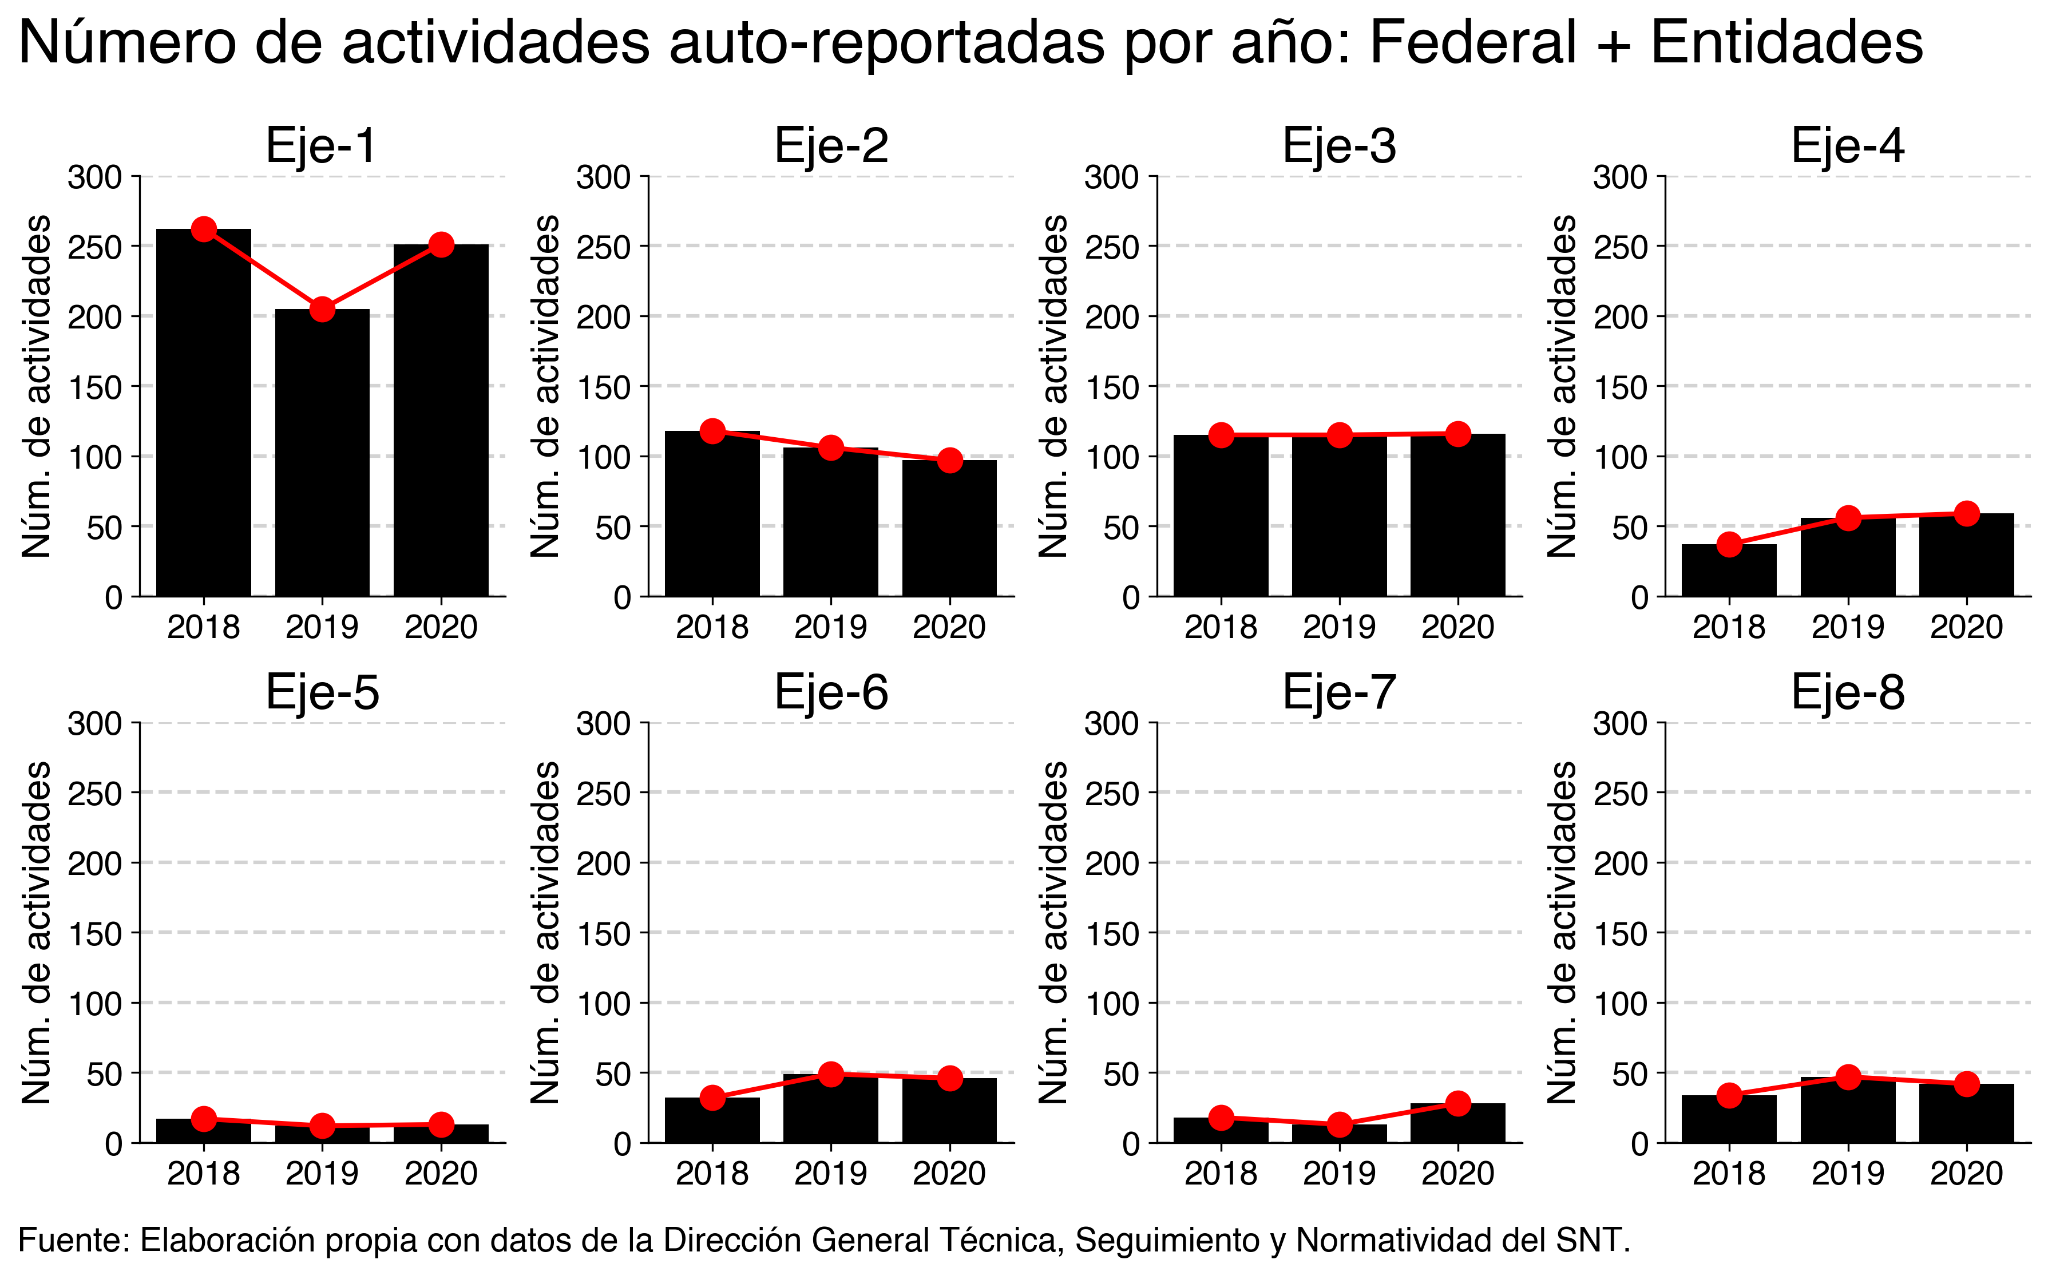 Número de actividades auto-reportadas por año: Federal + Entidades
Eje-1
Núm. de actividades
300
250
200
150
100
50
0
2018 2019 2020
Eje-2
Núm. de actividades
300
250
200
150
100
50
0
2018 2019 2020
Eje-3
Núm. de actividades
300
250
200
150
100
50
0
2018 2019 2020
Eje-4
Núm. de actividades
300
250
200
150
100
50
0
2018 2019 2020
Eje-5
Núm. de actividades
300
250
200
150
100
50
0
2018 2019 2020
Eje-6
Núm. de actividades
300
250
200
150
100
50
0
2018 2019 2020
Eje-7
Núm. de actividades
300
250
200
150
100
50
0
2018 2019 2020
Eje-8
Núm. de actividades
300
250
200
150
100
50
0
2018 2019 2020
Fuente: Elaboración propia con datos de la Dirección General Técnica, Seguimiento y Normatividad del SNT.